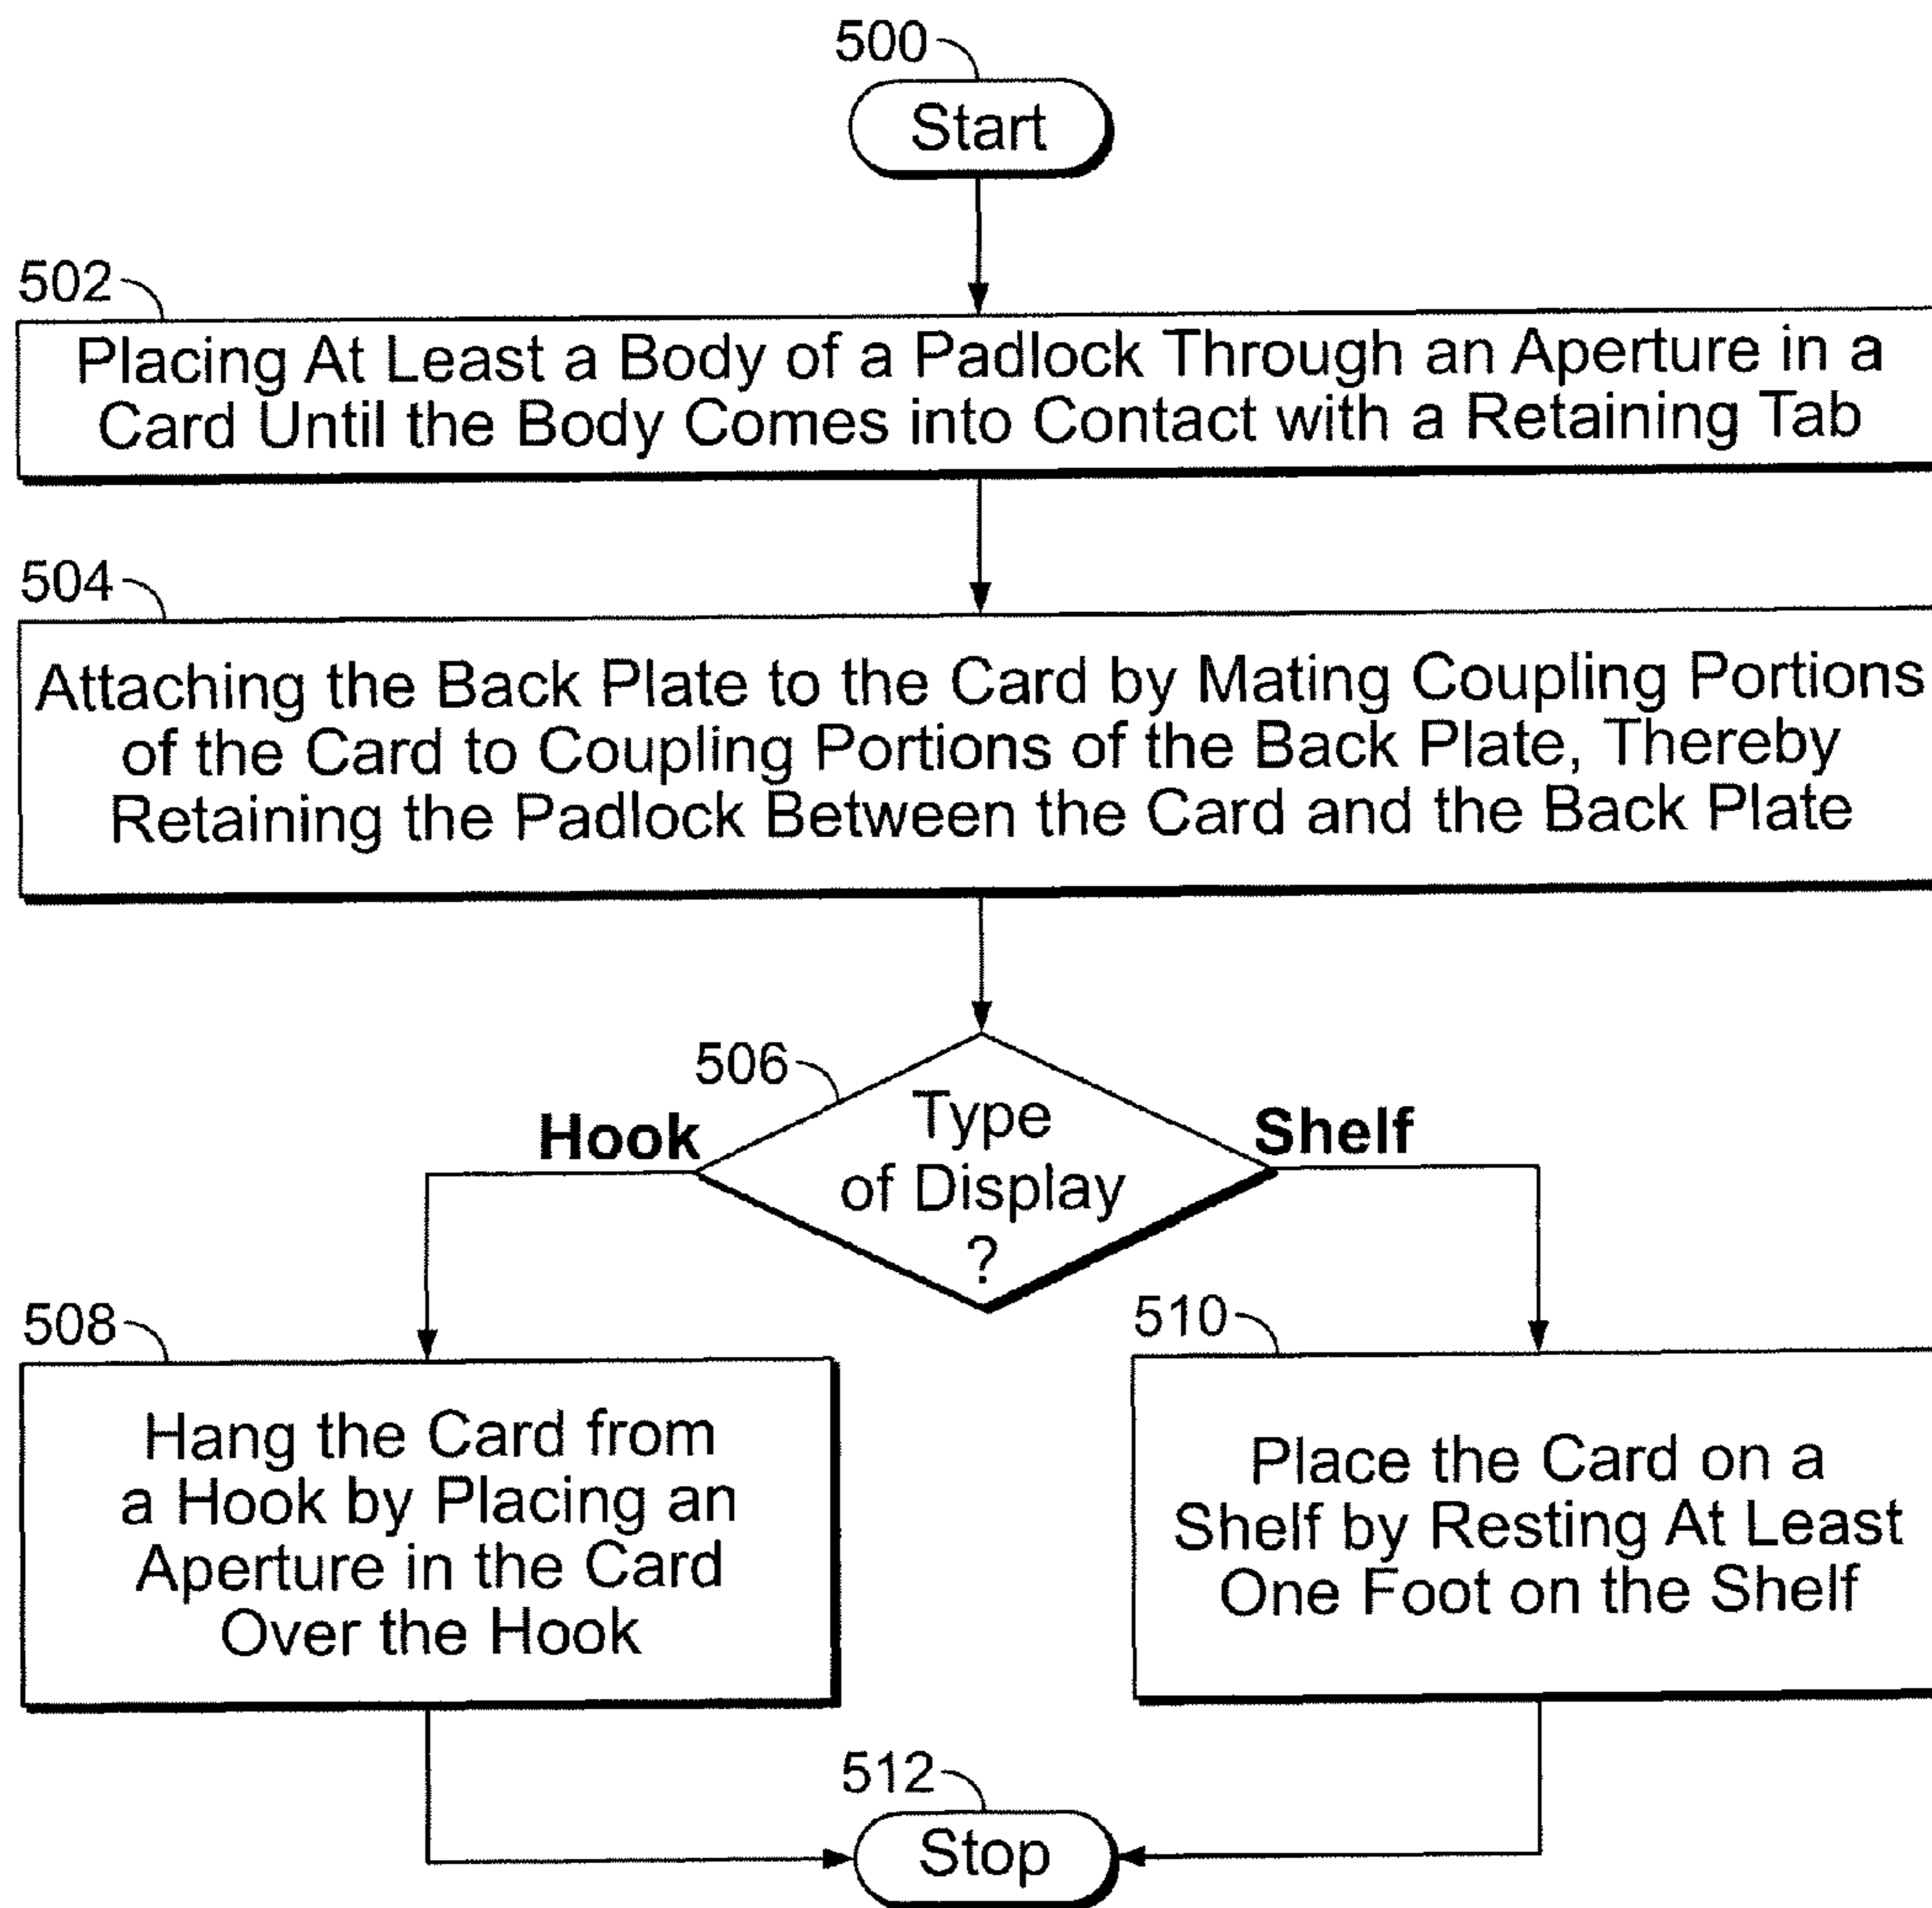 500
Start
502
Placing At Least a Body of a Padlock Through an Aperture in a
Card Until the Body Comes into Contact with a Retaining Tab
504
Attaching the Back Plate to the Card by Mating Coupling Portions
of the Card to Coupling Portions of the Back Plate, Thereby
Retaining the Padlock Between the Card and the Back Plate
506
Type
of Display
?
Hook
Shelf
508
Hang the Card from
a Hook by Placing an
Aperture in the Card
Over the Hook
510
Place the Card on a
Shelf by Resting At Least
One Foot on the Shelf
512
Stop